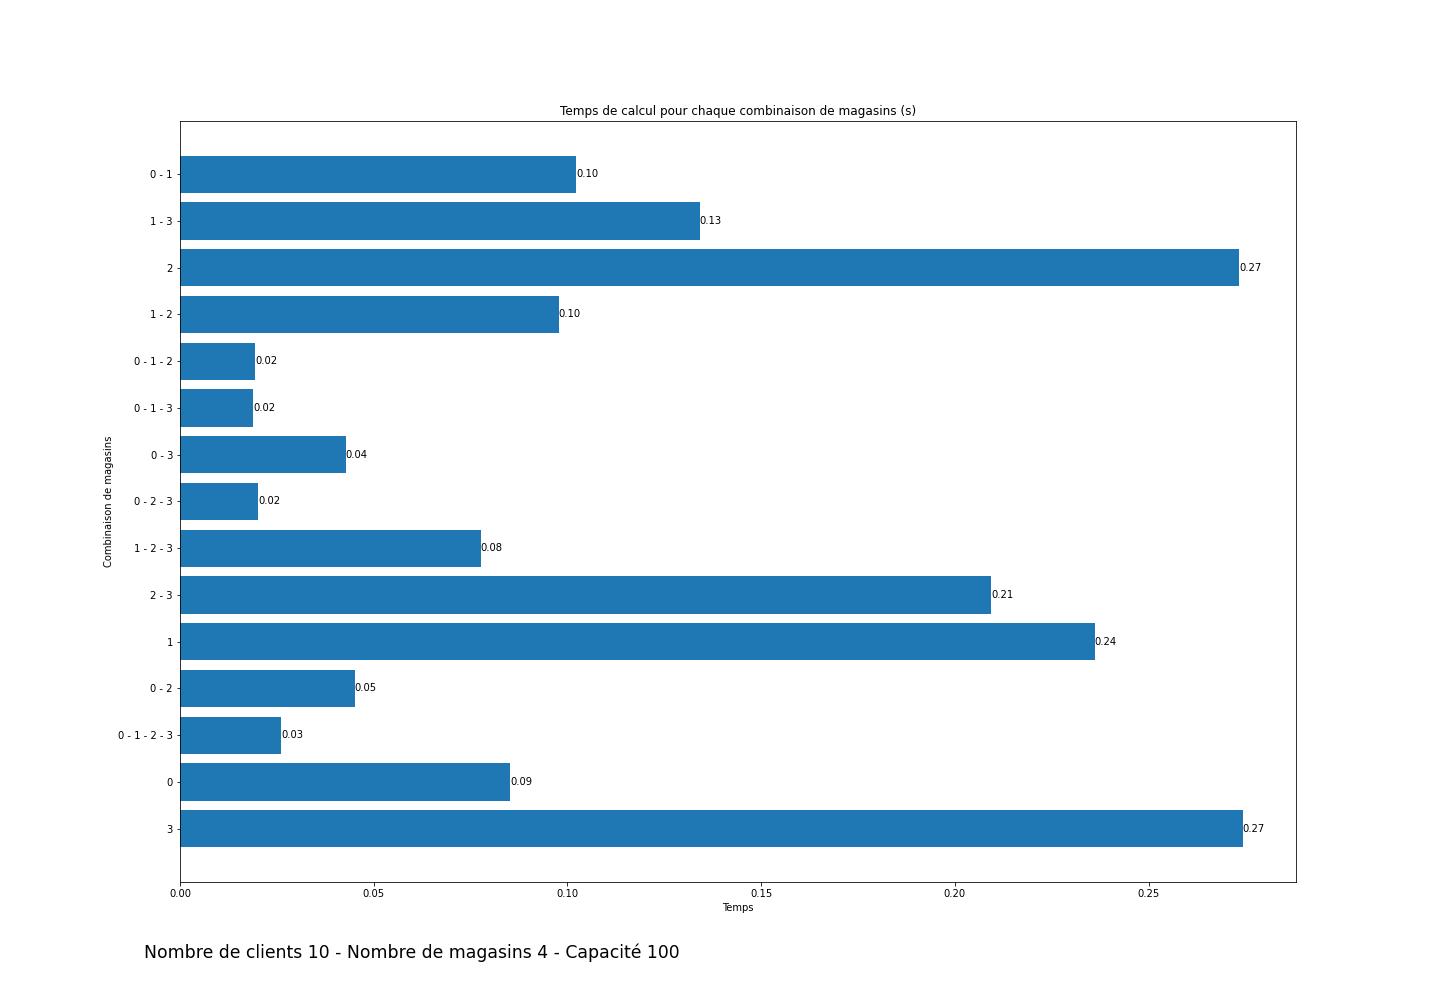 Temps de calcul pour chaque combinaison de magasins (s)
Combinaison de magasins
0 - 1 0.10
1 - 3 0.13
2 0.27
1 - 2 0.10
0 - 1 - 2 0.02
0 - 1 - 3 0.02
0 - 3 0.04
0 - 2 - 3 0.02
1 - 2 - 3 0.08
2 - 3 0.21
1 0.24
0 - 2 0.05
0 - 1 - 2 - 3 0.03
0 0.09
3 0.27
0.00 0.05 0.10 0.15 0.20 0.25
Temps
Nombre de clients 10 - Nombre de magasins 4 - Capacité 100